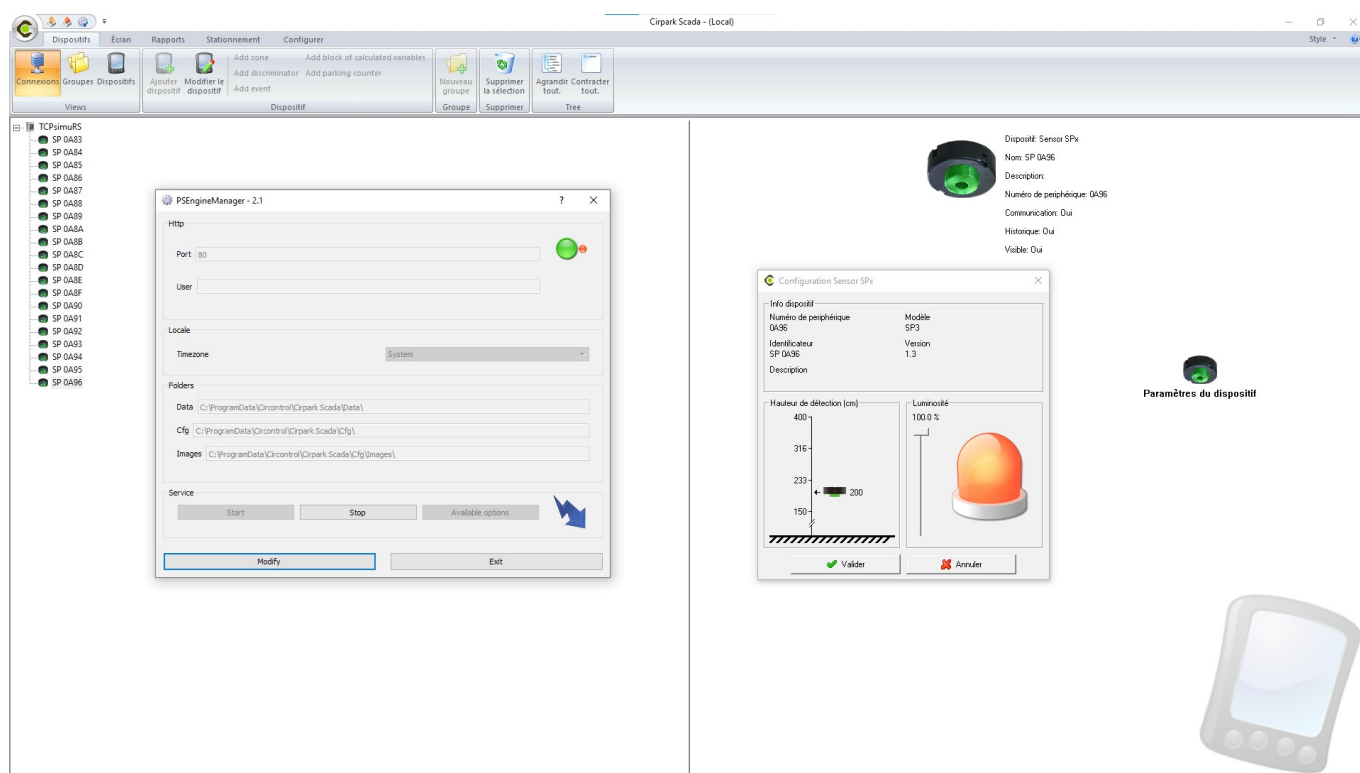 Cirpark Scada - (Local)
Dispositifs Écran Rapports Stationnement Configurer Style
Connexions Groupes Dispositifs
Views
Ajouter dispositif Modifier le dispositif
Add zone Add block of calculated variables
Add discriminator Add parking counter
Add event
Dispositif
Nouveau groupe
Groupe
Supprimer la sélection
Supprimer
Agrandir tout. Contracter tout.
Tree
TCPsimuRS
SP 0A83
SP 0A84
SP 0A85
SP 0A86
SP 0A87
SP 0A88
SP 0A89
SP 0A8A
SP 0A8B
SP 0A8C
SP 0A8D
SP 0A8E
SP 0A8F
SP 0A90
SP 0A91
SP 0A92
SP 0A93
SP 0A94
SP 0A95
SP 0A96
PSEngineManager - 2.1
Http
Port 80
User
Locale
Timezone System
Folders
Data C:\ProgramData\Circontrol\Cirpark Scada\Data\
Cfg C:\ProgramData\Circontrol\Cirpark Scada\Cfg\
Images C:\ProgramData\Circontrol\Cirpark Scada\Cfg\Images\
Service
Start Stop Available options
Modify Exit
Dispositif: Sensor SPx
Nom: SP 0A96
Description:
Numéro de periphérique: 0A96
Communication: Oui
Historique: Oui
Visible: Oui
Configuration Sensor SPx
Info dispositif
Numéro de periphérique Modèle
0A96 SP3
Identificateur Version
SP 0A96 1.3
Description
Hauteur de détection (cm) Luminosité
400 100.0 %
316
233
200
150
Valider Annuler
Paramètres du dispositif